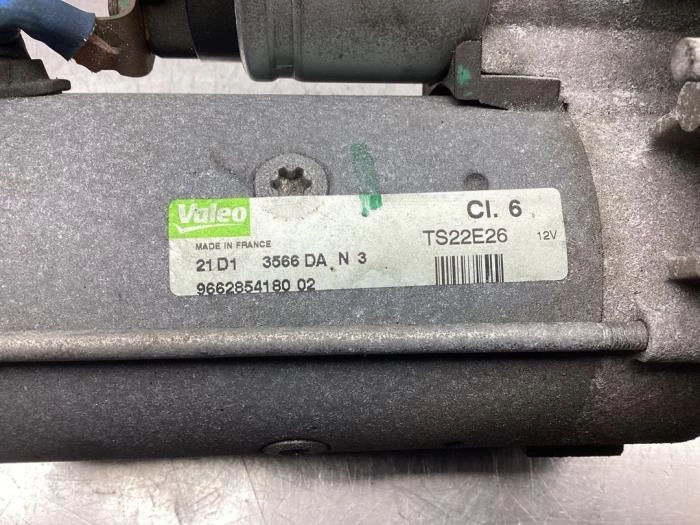 Valeo
Cl. 6
MADE IN FRANCE
TS22E26 12V
21D1 3566 DA N 3
9662854180 02